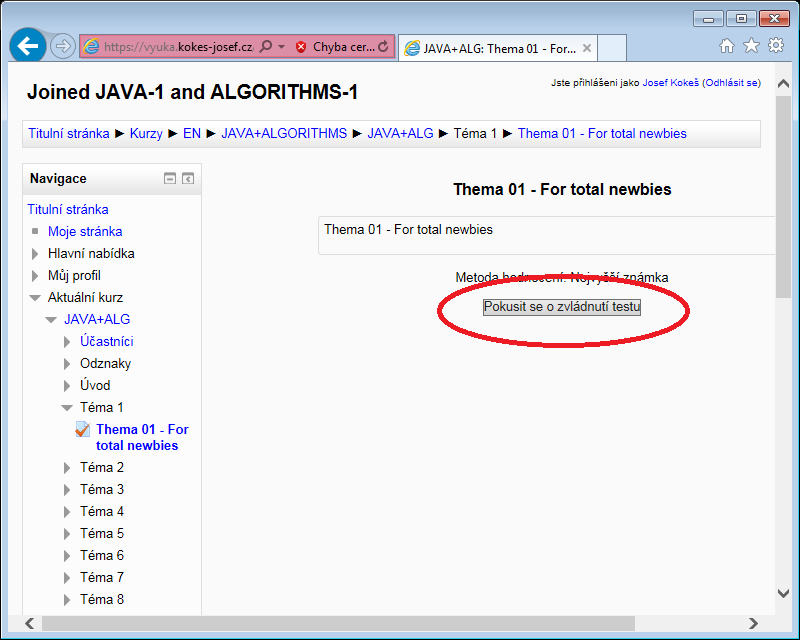 https://vyuka.kokes-josef.cz
Chyba cer...
JAVA+ALG: Thema 01 - For...
Joined JAVA-1 and ALGORITHMS-1
Jste přihlášeni jako Josef Kokeš (Odhlásit se)
Titulní stránka ► Kurzy ► EN ► JAVA+ALGORITHMS ► JAVA+ALG ► Téma 1 ► Thema 01 - For total newbies
Navigace
Titulní stránka
Moje stránka
Hlavní nabídka
Můj profil
Aktuální kurz
JAVA+ALG
Účastníci
Odznaky
Úvod
Téma 1
Thema 01 - For
total newbies
Téma 2
Téma 3
Téma 4
Téma 5
Téma 6
Téma 7
Téma 8
Thema 01 - For total newbies
Thema 01 - For total newbies
Metoda hodnocení: Nejvyšší známka
Pokusit se o zvládnutí testu